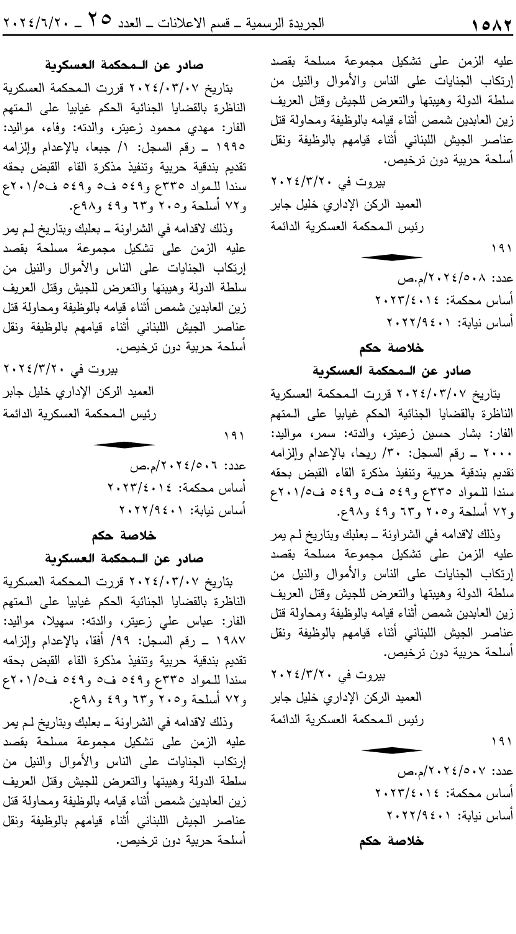 ١٥٨٢
الجريدة الرسمية ــ قسم الاعلانات ــ العدد ٢٥ ــ ٢٠٢٤/٦/٢٠
عليه الزمن على تشكيل مجموعة مسلحة بقصد
إرتكاب الجنايات على الناس والأموال والنيل من
سلطة الدولة وهيبتها والتعرض للجيش وقتل العريف
زين العابدين شمص أثناء قيامه بالوظيفة ومحاولة قتل
عناصر الجيش اللبناني أثناء قيامهم بالوظيفة ونقل
أسلحة حربية دون ترخيص.
بيروت في ٢٠٢٤/٣/٢٠
العميد الركن الإداري خليل جابر
رئيس المحكمة العسكرية الدائمة
١٩١
عدد: ٢٠٢٤/٥٠٨/م.ص
أساس محكمة: ٢٠٢٣/٤٠١٤
أساس نيابة: ٢٠٢٢/٩٤٠١
خلاصة حكم
صادر عن المحكمة العسكرية
بتاريخ ٢٠٢٤/٠٣/٠٧ قررت المحكمة العسكرية
الناظرة بالقضايا الجنائية الحكم غيابيا على المتهم
الفار: بشار حسين زعيتر، والدته: سمر، مواليد:
٢٠٠٠ ــ رقم السجل: ٣٠/ ريحا، بالإعدام وإلزامه
تقديم بندقية حربية وتنفيذ مذكرة القاء القبض بحقه
سندا للمواد ٣٣٥ع و٥٤٩ ف٥ و٥٤٩ ف٢٠١/٥ع
و٧٢ أسلحة و٢٠٥ و٦٣ و٤٩ و٩٨ع.
وذلك لاقدامه في الشراونة ــ بعلبك وبتاريخ لم يمر
عليه الزمن على تشكيل مجموعة مسلحة بقصد
إرتكاب الجنايات على الناس والأموال والنيل من
سلطة الدولة وهيبتها والتعرض للجيش وقتل العريف
زين العابدين شمص أثناء قيامه بالوظيفة ومحاولة قتل
عناصر الجيش اللبناني أثناء قيامهم بالوظيفة ونقل
أسلحة حربية دون ترخيص.
بيروت في ٢٠٢٤/٣/٢٠
العميد الركن الإداري خليل جابر
رئيس المحكمة العسكرية الدائمة
١٩١
عدد: ٢٠٢٤/٥٠٧/م.ص
أساس محكمة: ٢٠٢٣/٤٠١٤
أساس نيابة: ٢٠٢٢/٩٤٠١
خلاصة حكم
صادر عن المحكمة العسكرية
بتاريخ ٢٠٢٤/٠٣/٠٧ قررت المحكمة العسكرية
الناظرة بالقضايا الجنائية الحكم غيابيا على المتهم
الفار: مهدي محمود زعيتر، والدته: وفاء، مواليد:
١٩٩٥ ــ رقم السجل: ١/ جبعا، بالإعدام وإلزامه
تقديم بندقية حربية وتنفيذ مذكرة القاء القبض بحقه
سندا للمواد ٣٣٥ع و٥٤٩ ف٥ و٥٤٩ ف٢٠١/٥ع
و٧٢ أسلحة و٢٠٥ و٦٣ و٤٩ و٩٨ع.
وذلك لاقدامه في الشراونة ــ بعلبك وبتاريخ لم يمر
عليه الزمن على تشكيل مجموعة مسلحة بقصد
إرتكاب الجنايات على الناس والأموال والنيل من
سلطة الدولة وهيبتها والتعرض للجيش وقتل العريف
زين العابدين شمص أثناء قيامه بالوظيفة ومحاولة قتل
عناصر الجيش اللبناني أثناء قيامهم بالوظيفة ونقل
أسلحة حربية دون ترخيص.
بيروت في ٢٠٢٤/٣/٢٠
العميد الركن الإداري خليل جابر
رئيس المحكمة العسكرية الدائمة
١٩١
عدد: ٢٠٢٤/٥٠٦/م.ص
أساس محكمة: ٢٠٢٣/٤٠١٤
أساس نيابة: ٢٠٢٢/٩٤٠١
خلاصة حكم
صادر عن المحكمة العسكرية
بتاريخ ٢٠٢٤/٠٣/٠٧ قررت المحكمة العسكرية
الناظرة بالقضايا الجنائية الحكم غيابيا على المتهم
الفار: عباس علي زعيتر، والدته: سهيلا، مواليد:
١٩٨٧ ــ رقم السجل: ٩٩/ أفقا، بالإعدام وإلزامه
تقديم بندقية حربية وتنفيذ مذكرة القاء القبض بحقه
سندا للمواد ٣٣٥ع و٥٤٩ ف٥ و٥٤٩ ف٢٠١/٥ع
و٧٢ أسلحة و٢٠٥ و٦٣ و٤٩ و٩٨ع.
وذلك لاقدامه في الشراونة ــ بعلبك وبتاريخ لم يمر
عليه الزمن على تشكيل مجموعة مسلحة بقصد
إرتكاب الجنايات على الناس والأموال والنيل من
سلطة الدولة وهيبتها والتعرض للجيش وقتل العريف
زين العابدين شمص أثناء قيامه بالوظيفة ومحاولة قتل
عناصر الجيش اللبناني أثناء قيامهم بالوظيفة ونقل
أسلحة حربية دون ترخيص.